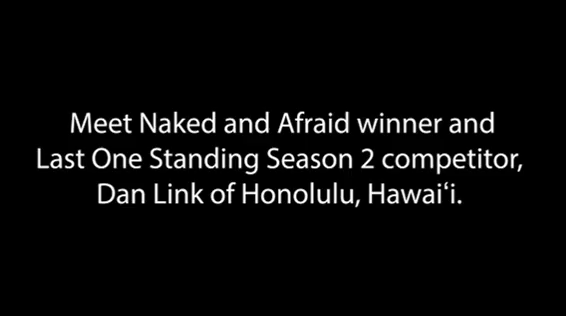 Meet Naked and Afraid winner and
Last One Standing Season 2 competitor,
Dan Link of Honolulu, Hawaiʻi.